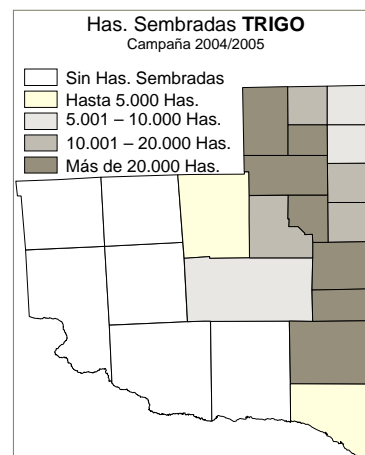 Has. Sembradas TRIGO
Campaña 2004/2005
Sin Has. Sembradas
Hasta 5.000 Has.
5.001 – 10.000 Has.
10.001 – 20.000 Has.
Más de 20.000 Has.